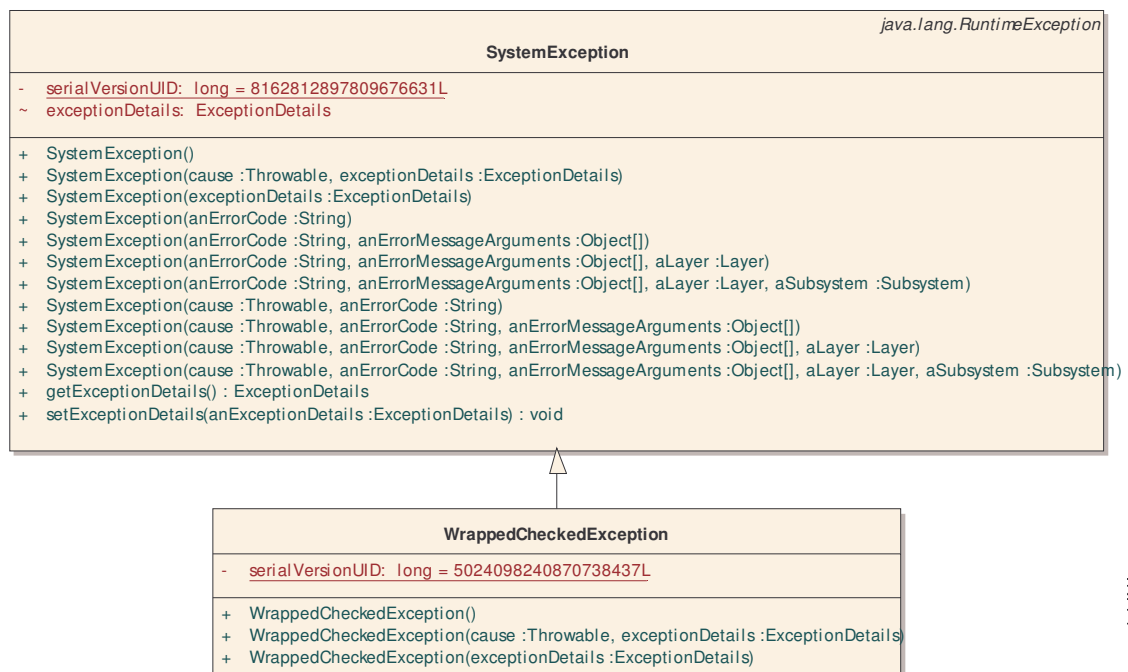 java.lang.RuntimeException
SystemException
- serialVersionUID: long = 8162812897809676631L
~ exceptionDetails: ExceptionDetails
+ SystemException()
+ SystemException(cause :Throwable, exceptionDetails :ExceptionDetails)
+ SystemException(exceptionDetails :ExceptionDetails)
+ SystemException(anErrorCode :String)
+ SystemException(anErrorCode :String, anErrorMessageArguments :Object[])
+ SystemException(anErrorCode :String, anErrorMessageArguments :Object[], aLayer :Layer)
+ SystemException(anErrorCode :String, anErrorMessageArguments :Object[], aLayer :Layer, aSubsystem :Subsystem)
+ SystemException(cause :Throwable, anErrorCode :String)
+ SystemException(cause :Throwable, anErrorCode :String, anErrorMessageArguments :Object[])
+ SystemException(cause :Throwable, anErrorCode :String, anErrorMessageArguments :Object[], aLayer :Layer)
+ SystemException(cause :Throwable, anErrorCode :String, anErrorMessageArguments :Object[], aLayer :Layer, aSubsystem :Subsystem)
+ getExceptionDetails() : ExceptionDetails
+ setExceptionDetails(anExceptionDetails :ExceptionDetails) : void
WrappedCheckedException
- serialVersionUID: long = 5024098240870738437L
+ WrappedCheckedException()
+ WrappedCheckedException(cause :Throwable, exceptionDetails :ExceptionDetails)
+ WrappedCheckedException(exceptionDetails :ExceptionDetails)